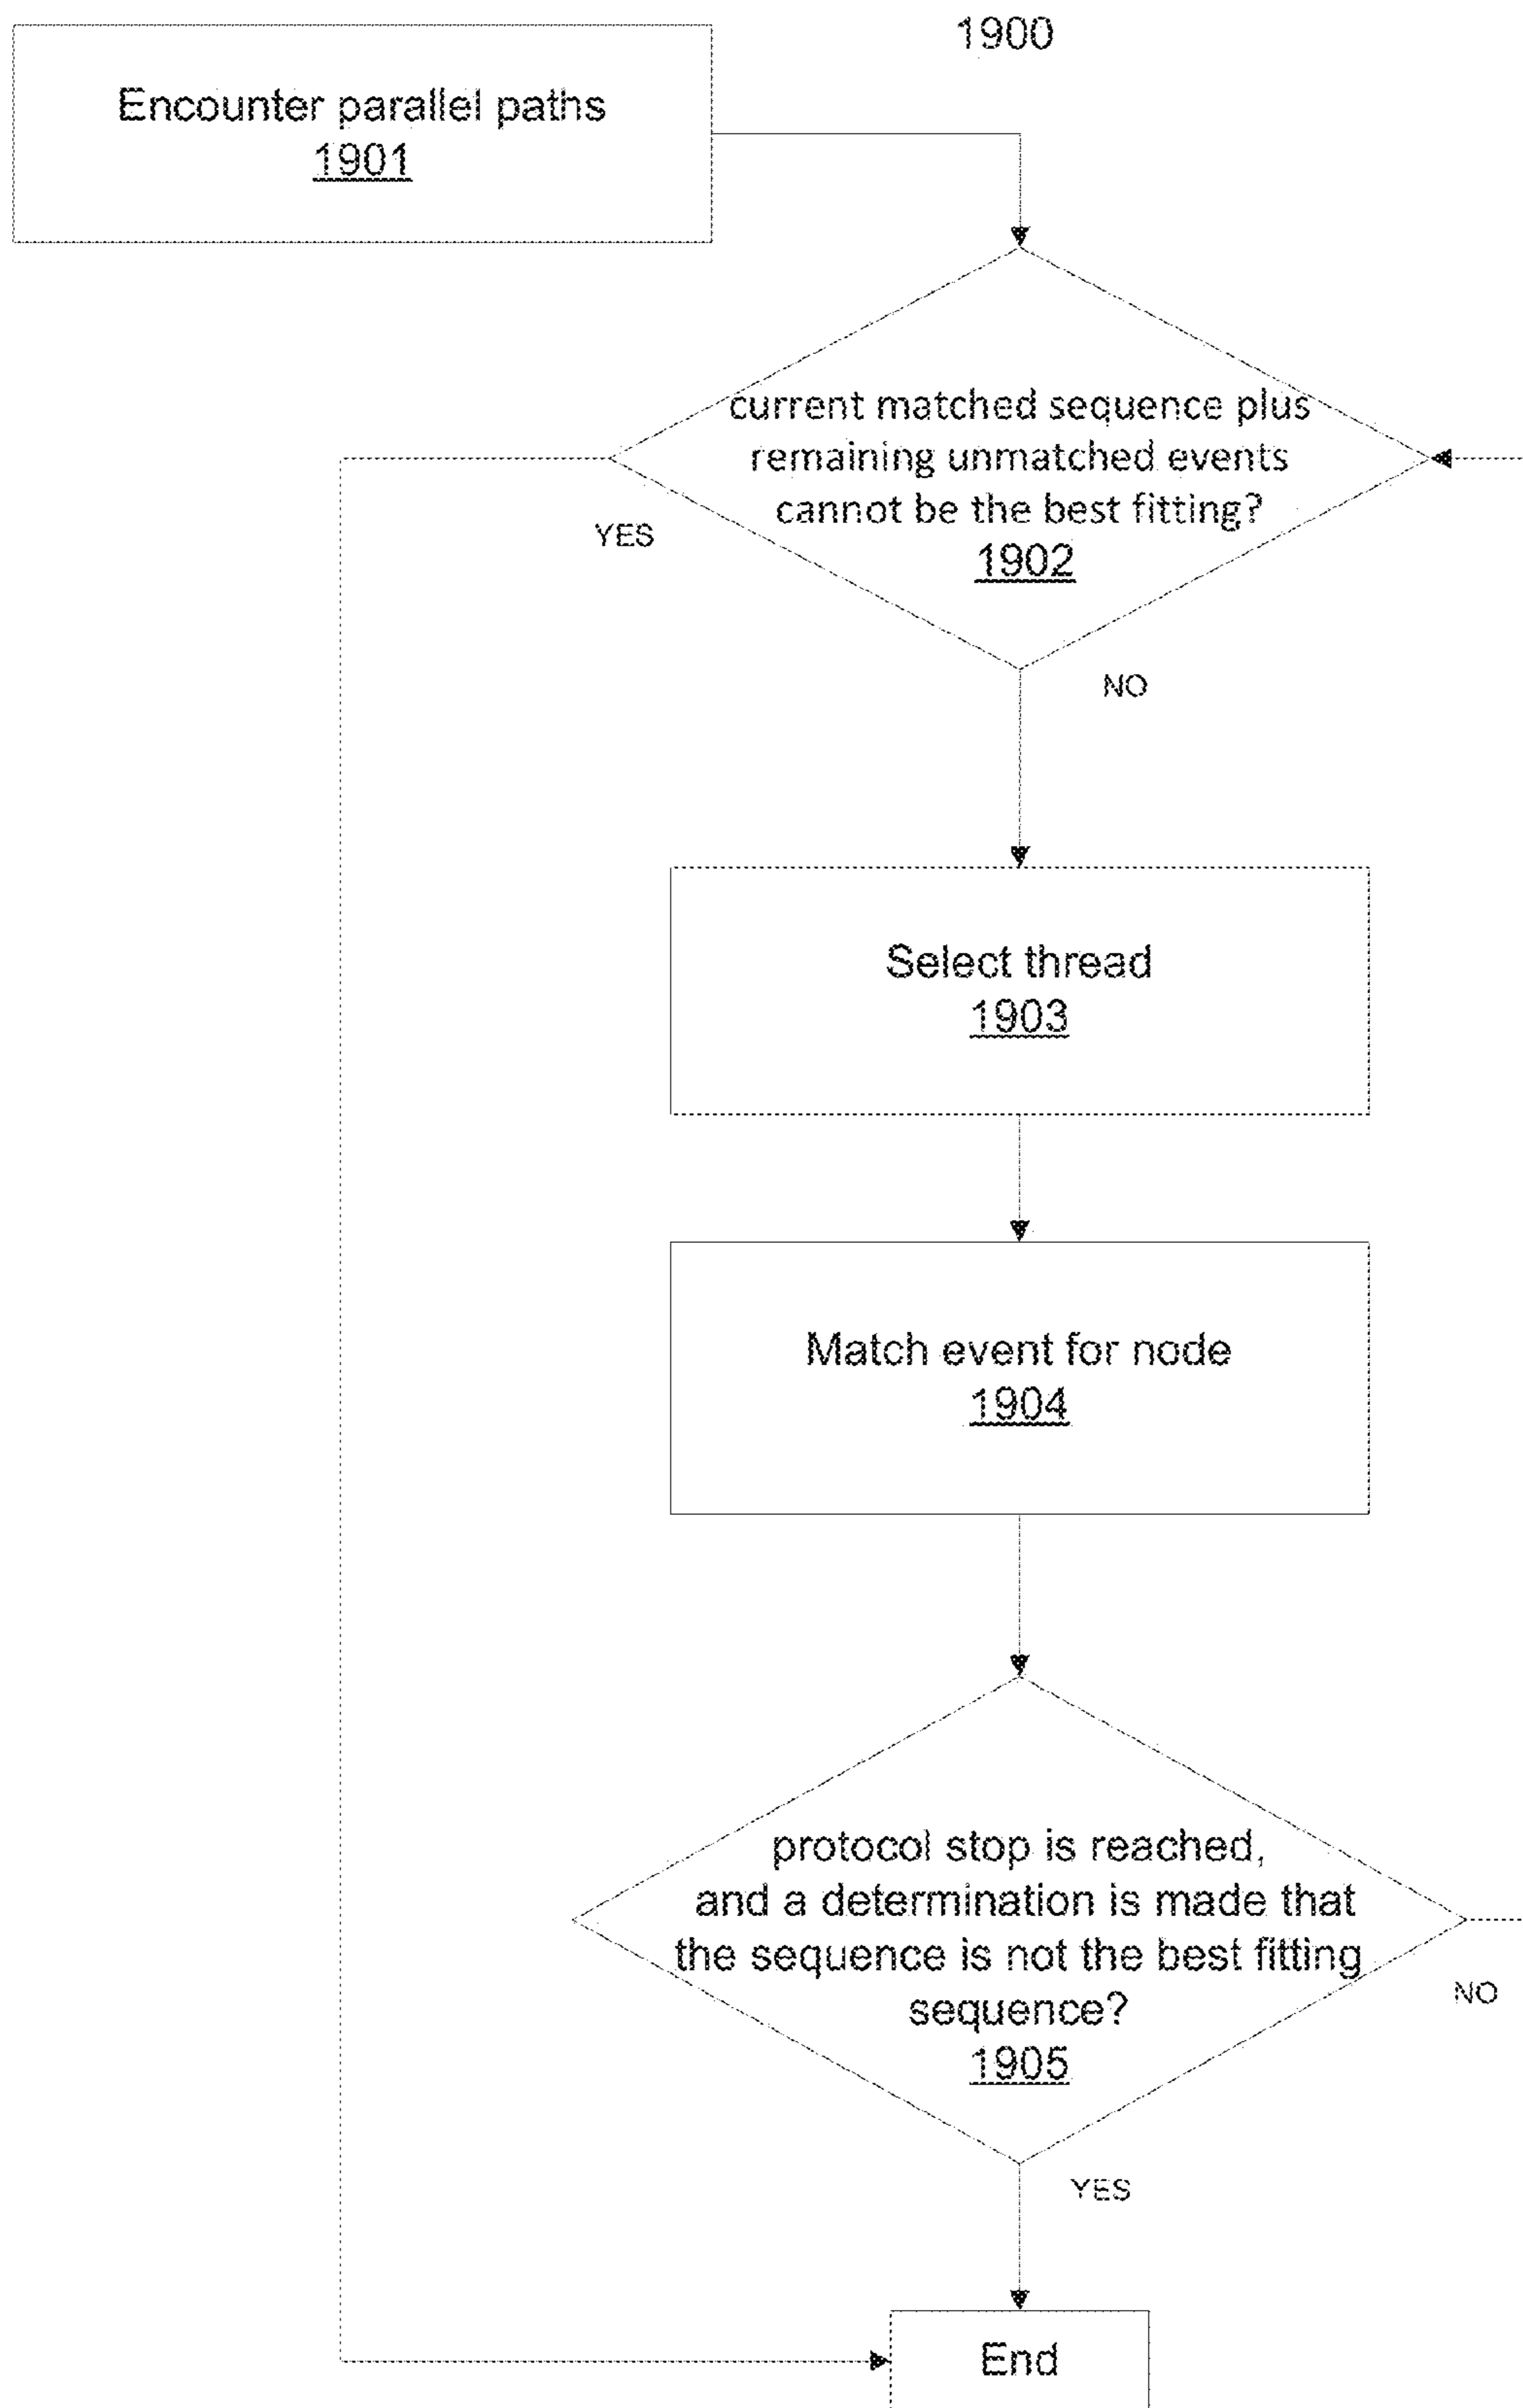 1900
Encounter parallel paths
1901
current matched sequence plus
remaining unmatched events
cannot be the best fitting?
1902
YES
NO
Select thread
1903
Match event for node
1904
protocol stop is reached,
and a determination is made that
the sequence is not the best fitting
sequence?
1905
NO
YES
End